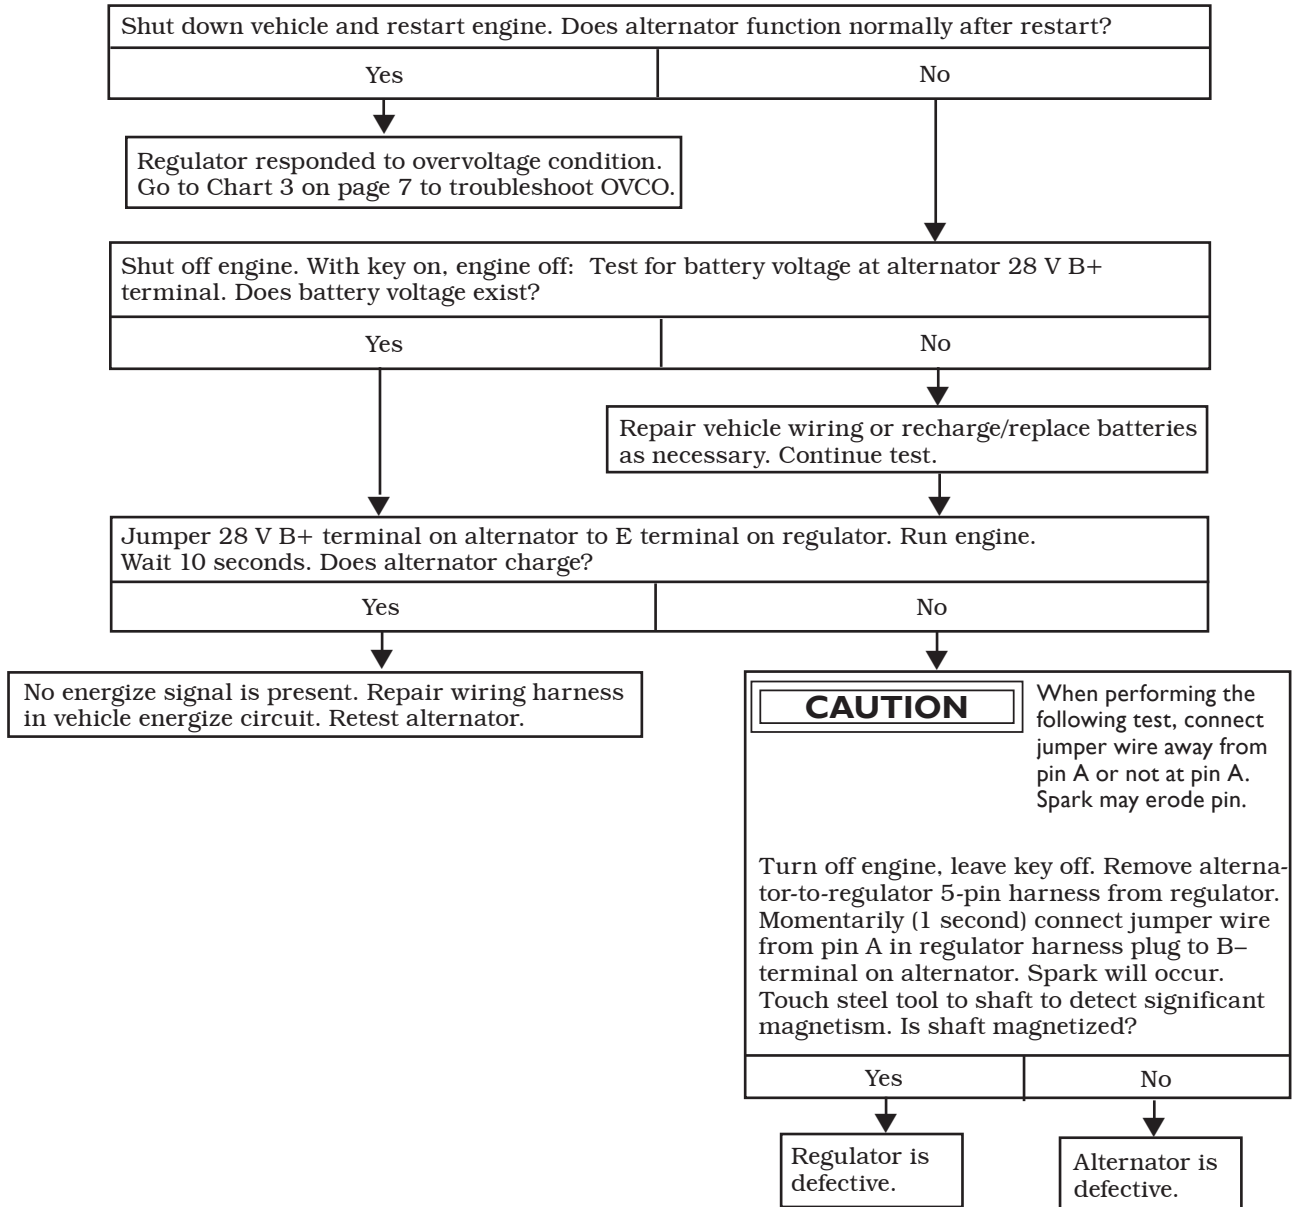 Shut down vehicle and restart engine. Does alternator function normally after restart?
Yes
No
Regulator responded to overvoltage condition.
Go to Chart 3 on page 7 to troubleshoot OVCO.
Shut off engine. With key on, engine off:  Test for battery voltage at alternator 28 V B+
terminal. Does battery voltage exist?
Yes
No
Repair vehicle wiring or recharge/replace batteries
as necessary. Continue test.
Jumper 28 V B+ terminal on alternator to E terminal on regulator. Run engine.
Wait 10 seconds. Does alternator charge?
Yes
No
No energize signal is present. Repair wiring harness
in vehicle energize circuit. Retest alternator.
CAUTION
When performing the
following test, connect
jumper wire away from
pin A or not at pin A.
Spark may erode pin.
Turn off engine, leave key off. Remove alterna-
tor-to-regulator 5-pin harness from regulator.
Momentarily (1 second) connect jumper wire
from pin A in regulator harness plug to B–
terminal on alternator. Spark will occur.
Touch steel tool to shaft to detect significant
magnetism. Is shaft magnetized?
Yes
No
Regulator is
defective.
Alternator is
defective.